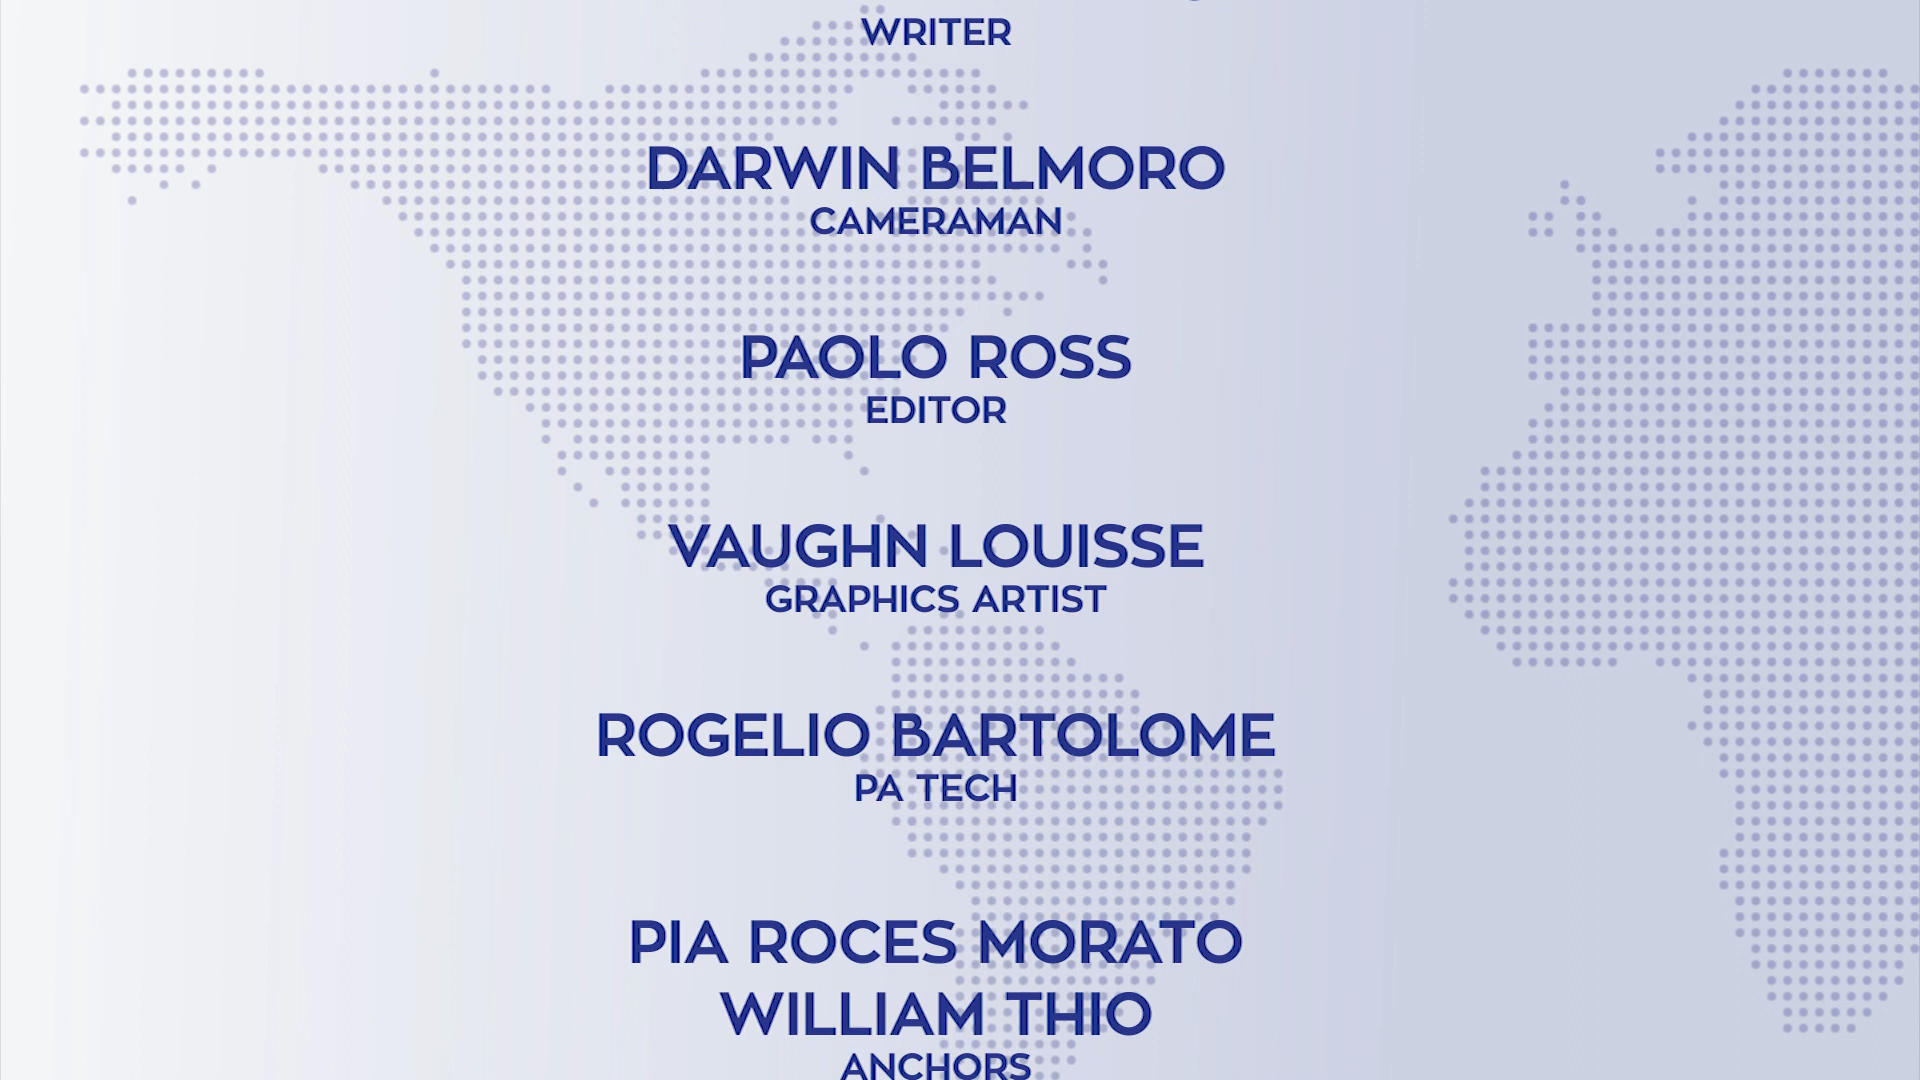 WRITER
DARWIN BELMORO
CAMERAMAN
PAOLO ROSS
EDITOR
VAUGHN LOUISSE
GRAPHICS ARTIST
ROGELIO BARTOLOME
PA TECH
PIA ROCES MORATO
WILLIAM THIO
ANCHORS